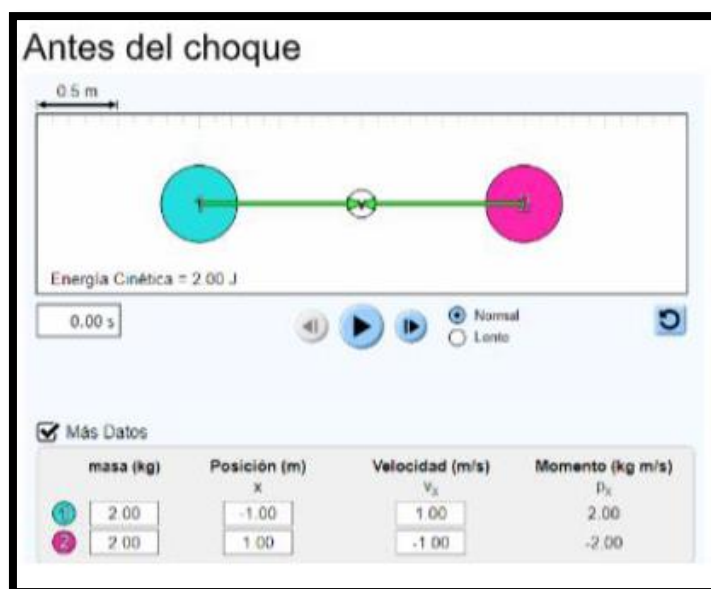 Antes del choque
0.5 m
1 2
Energía Cinética = 2.00 J
0.00 s
Normal
Lento
Más Datos
masa (kg) Posición (m) Velocidad (m/s) Momento (kg m/s)
x vₓ pₓ
1 2.00 -1.00 1.00 2.00
2 2.00 1.00 -1.00 -2.00